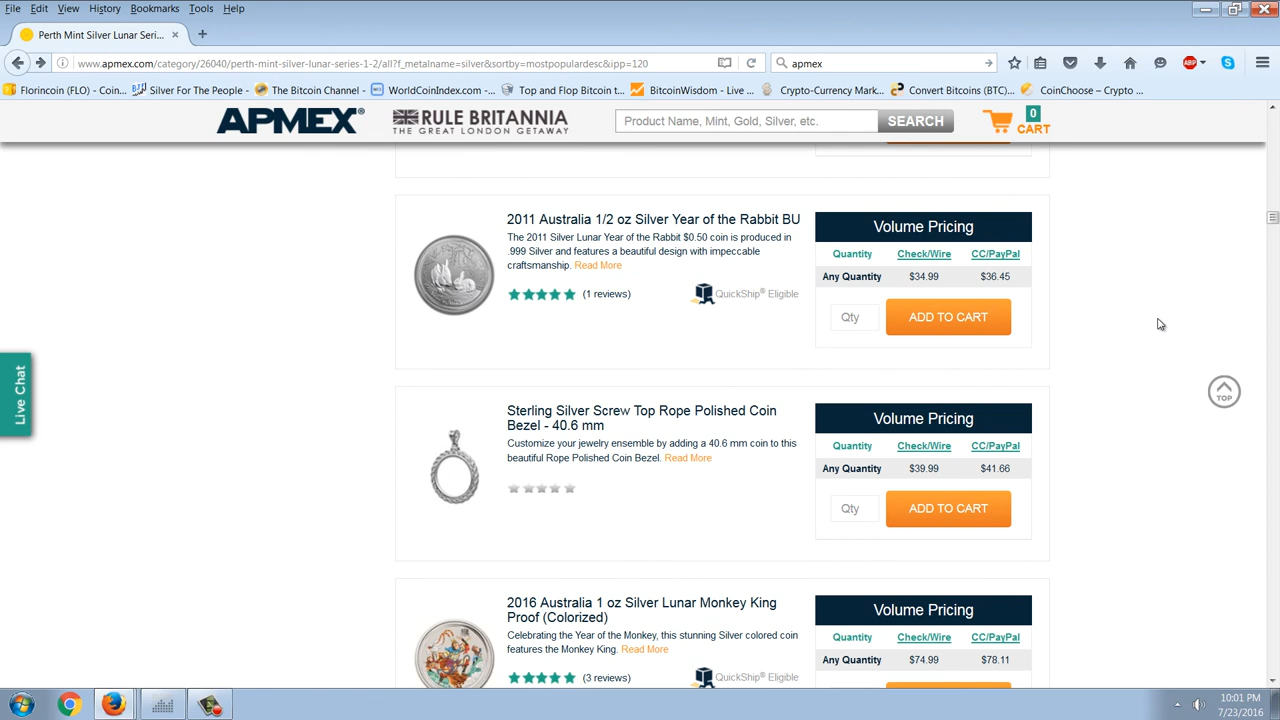 File Edit View History Bookmarks Tools Help
Perth Mint Silver Lunar Seri... × +
www.apmex.com/category/26040/perth-mint-silver-lunar-series-1-2/all?f_metalname=silver&sortby=mostpopulardesc&ipp=120
apmex
ABP
Florincoin (FLO) - Coin... Silver For The People - The Bitcoin Channel - WorldCoinIndex.com -... Top and Flop Bitcoin t... BitcoinWisdom - Live ... Crypto-Currency Mark... Convert Bitcoins (BTC)... CoinChoose – Crypto ...
APMEX® RULE BRITANNIA
THE GREAT LONDON GETAWAY
Product Name, Mint, Gold, Silver, etc. SEARCH
0
CART
2011 Australia 1/2 oz Silver Year of the Rabbit BU
The 2011 Silver Lunar Year of the Rabbit $0.50 coin is produced in
.999 Silver and features a beautiful design with impeccable
craftsmanship. Read More
(1 reviews) QuickShip® Eligible
Volume Pricing
Quantity Check/Wire CC/PayPal
Any Quantity $34.99 $36.45
Qty ADD TO CART
Live Chat
TOP
Sterling Silver Screw Top Rope Polished Coin
Bezel - 40.6 mm
Customize your jewelry ensemble by adding a 40.6 mm coin to this
beautiful Rope Polished Coin Bezel. Read More
Volume Pricing
Quantity Check/Wire CC/PayPal
Any Quantity $39.99 $41.66
Qty ADD TO CART
2016 Australia 1 oz Silver Lunar Monkey King
Proof (Colorized)
Celebrating the Year of the Monkey, this stunning Silver colored coin
features the Monkey King. Read More
(3 reviews) QuickShip® Eligible
Volume Pricing
Quantity Check/Wire CC/PayPal
Any Quantity $74.99 $78.11
10:01 PM
7/23/2016